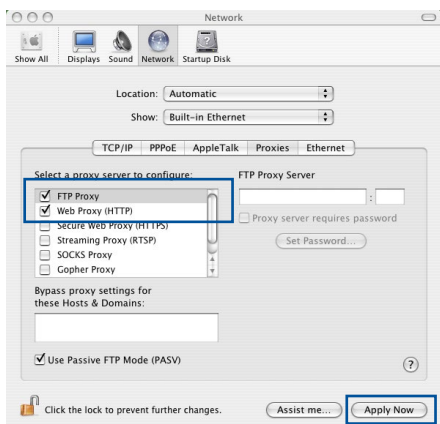 Network
Show All Displays Sound Network Startup Disk
Location: Automatic
Show: Built-in Ethernet
TCP/IP PPPoE AppleTalk Proxies Ethernet
Select a proxy server to configure: FTP Proxy Server
FTP Proxy
:
Web Proxy (HTTP)
Proxy server requires password
Secure Web Proxy (HTTPS)
Streaming Proxy (RTSP) Set Password...
SOCKS Proxy
Gopher Proxy
Bypass proxy settings for
these Hosts & Domains:
Use Passive FTP Mode (PASV) ?
Click the lock to prevent further changes. Assist me... Apply Now